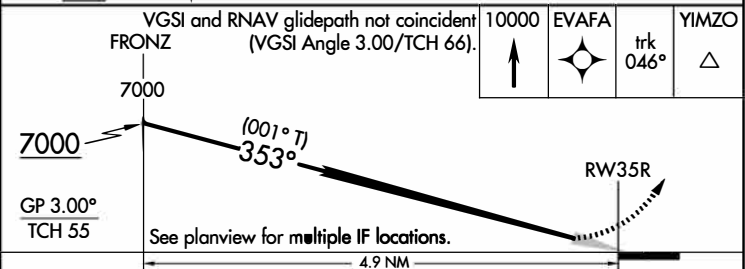 VGSI and RNAV glidepath not coincident
(VGSI Angle 3.00/TCH 66).
10000
EVAFA
trk
046°
YIMZO
FRONZ
7000
7000
(001° T)
353°
RW35R
GP 3.00°
TCH 55
See planview for multiple IF locations.
4.9 NM